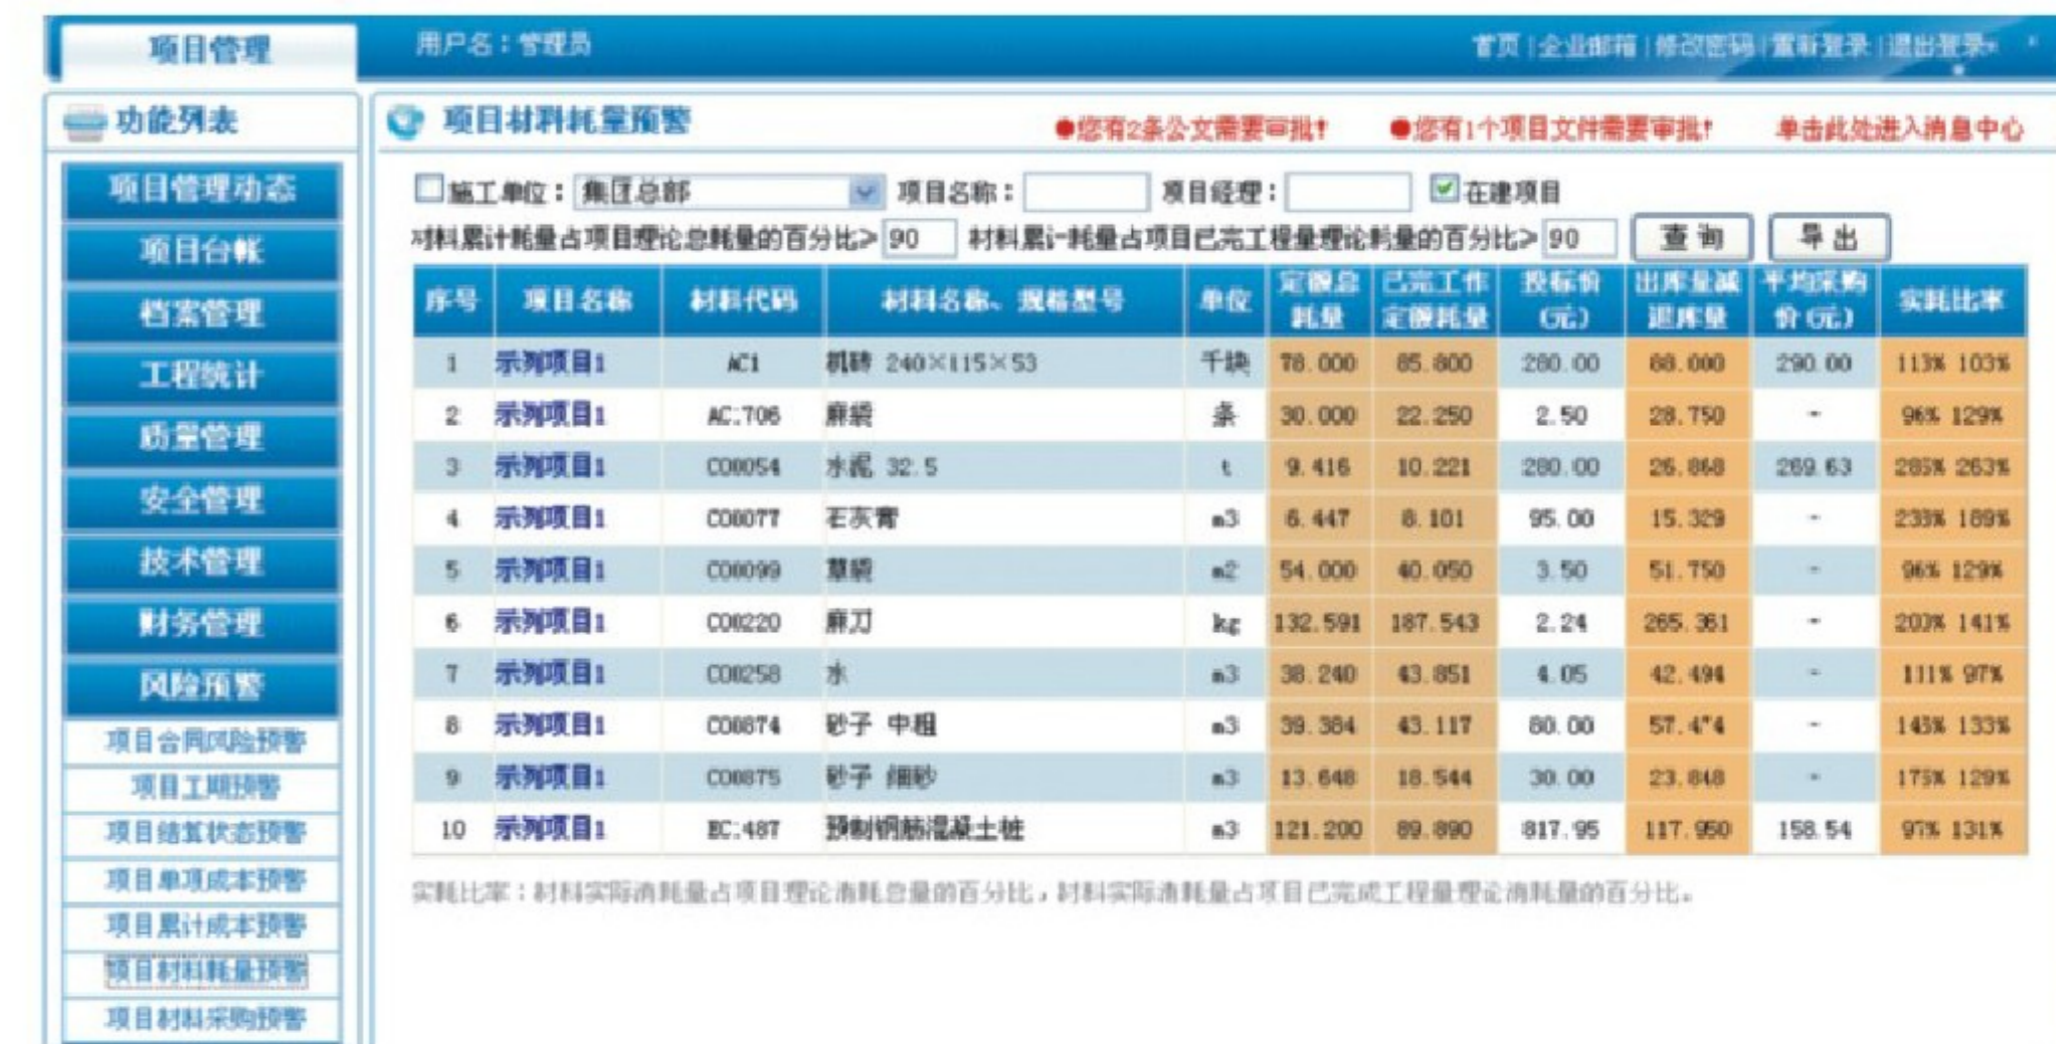 项目管理 用户名：管理员 首页|企业邮箱|修改密码|重新登录|退出登录
功能列表
项目管理动态
项目台帐
档案管理
工程统计
质量管理
安全管理
技术管理
财务管理
风险预警
项目合同风险预警
项目工期预警
项目结算状态预警
项目单项成本预警
项目累计成本预警
项目材料耗量预警
项目材料采购预警
项目材料耗量预警 ●您有2条公文需要审批! ●您有1个项目文件需要审批! 单击此处进入消息中心
施工单位：集团总部 项目名称： 项目经理： 在建项目
材料累计耗量占项目理论总耗量的百分比≥ 90 材料累计耗量占项目已完工程量理论耗量的百分比≥ 90 查询 导出
序号 项目名称 材料代码 材料名称、规格型号 单位 定额总耗量 已完工作定额耗量 投标价(元) 出库量减退库量 平均采购价(元) 实耗比率
1 示例项目1 AC1 机砖 240×115×53 千块 78.000 85.800 280.00 88.000 290.00 113% 103%
2 示例项目1 AC:706 麻袋 条 30.000 22.250 2.50 28.750 - 96% 129%
3 示例项目1 C00054 水泥 32.5 t 9.416 10.221 280.00 26.868 269.63 285% 263%
4 示例项目1 C00077 石灰膏 m3 6.447 8.101 95.00 15.329 - 238% 189%
5 示例项目1 C00099 草袋 m2 54.000 40.050 3.50 51.750 - 96% 129%
6 示例项目1 C00220 麻刀 kg 132.591 187.543 2.24 265.361 - 200% 141%
7 示例项目1 C00258 水 m3 38.240 43.851 4.05 42.494 - 111% 97%
8 示例项目1 C00874 砂子 中粗 m3 39.384 43.117 80.00 - 146% 133%
9 示例项目1 C00875 砂子 细砂 m3 13.648 18.544 30.00 23.848 - 175% 129%
10 示例项目1 EC:487 预制钢筋混凝土桩 m3 121.200 89.890 817.95 117.950 158.54 97% 131%
实耗比率：材料实际消耗量占项目理论消耗总量的百分比，材料实际消耗量占项目已完成工程量理论消耗量的百分比。